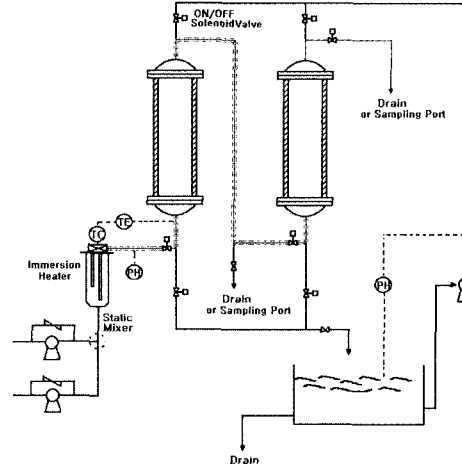 ON/OFF
SolenoidValve
Drain
or Sampling Port
TC
TE
PH
Immersion
Heater
Drain
or Sampling Port
Static
Mixer
PH
Drain